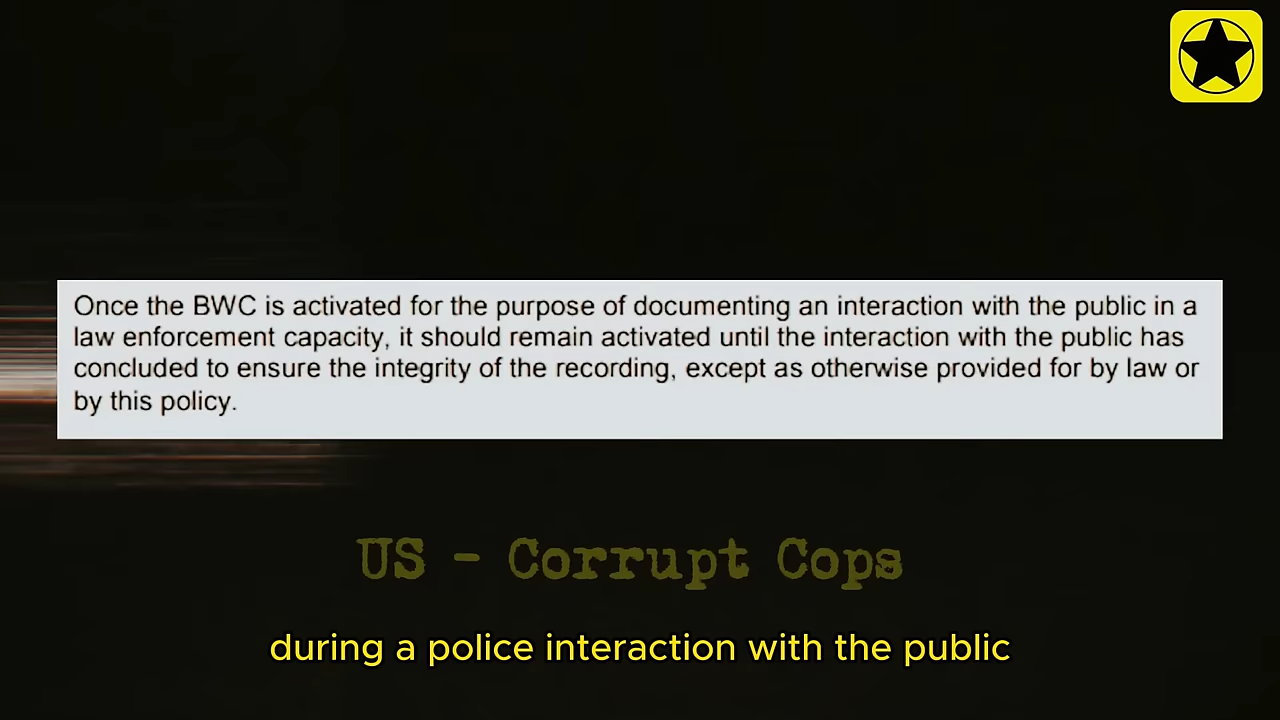 Once the BWC is activated for the purpose of documenting an interaction with the public in a
law enforcement capacity, it should remain activated until the interaction with the public has
concluded to ensure the integrity of the recording, except as otherwise provided for by law or
by this policy.
US - Corrupt Cops
during a police interaction with the public